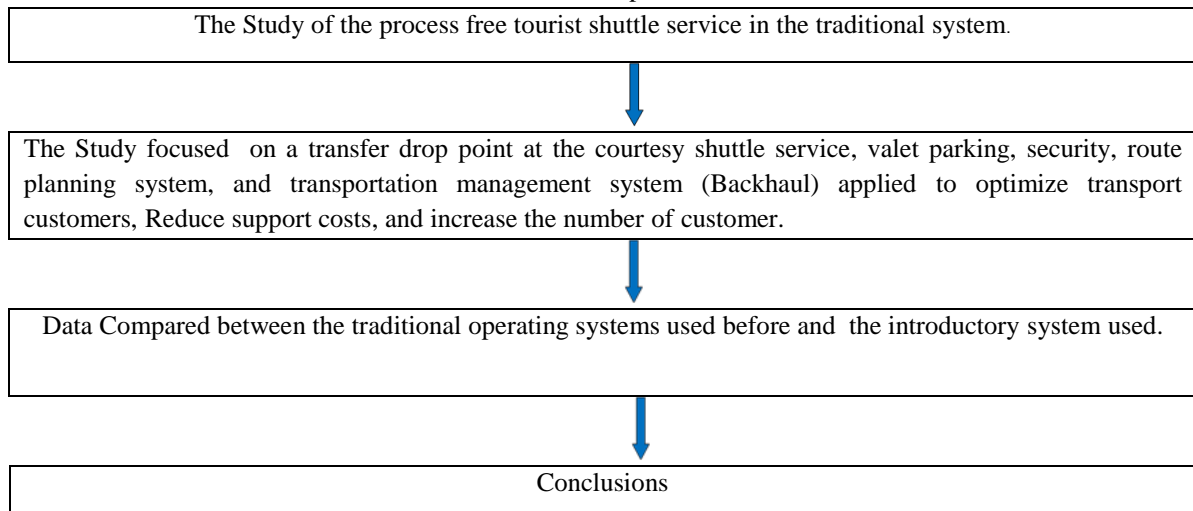 The Study of the process free tourist shuttle service in the traditional system.
The Study focused on a transfer drop point at the courtesy shuttle service, valet parking, security, route
planning system, and transportation management system (Backhaul) applied to optimize transport
customers, Reduce support costs, and increase the number of customer.
Data Compared between the traditional operating systems used before and the introductory system used.
Conclusions